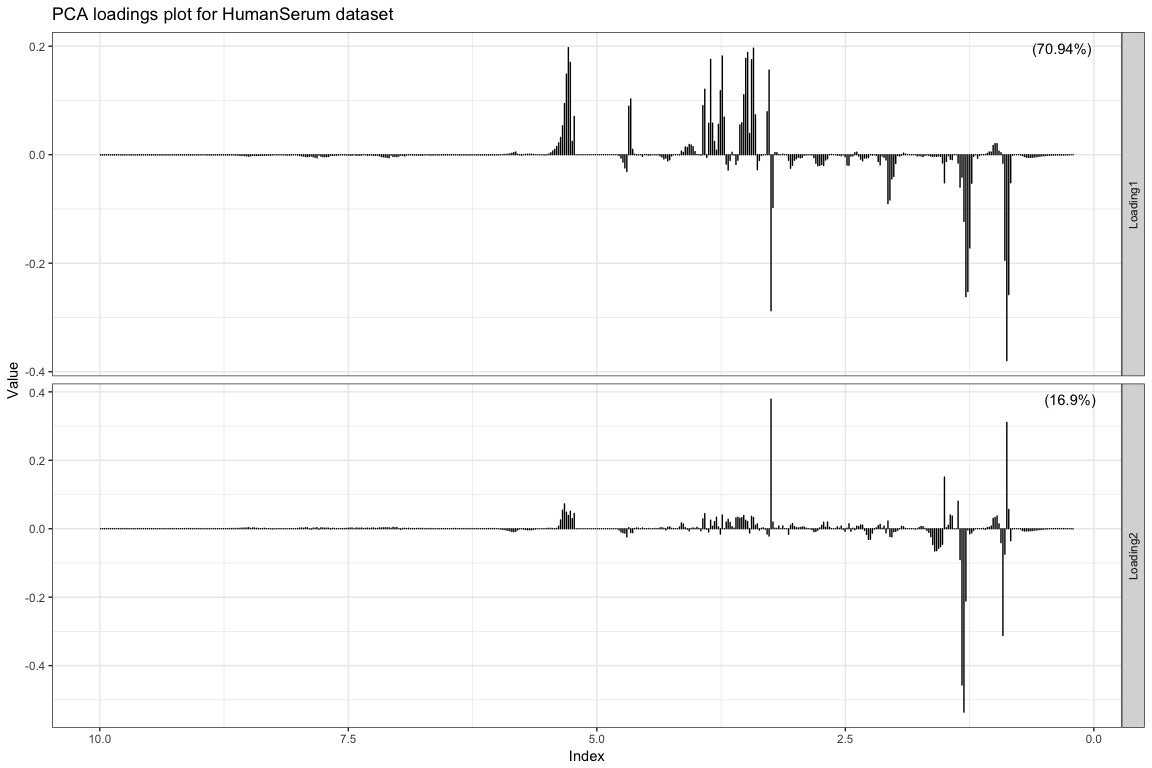 PCA loadings plot for HumanSerum dataset
0.2
0.0
-0.2
-0.4
(70.94%)
Loading1
Value
0.4
0.2
0.0
-0.2
-0.4
(16.9%)
Loading2
10.0 7.5 5.0 2.5 0.0
Index